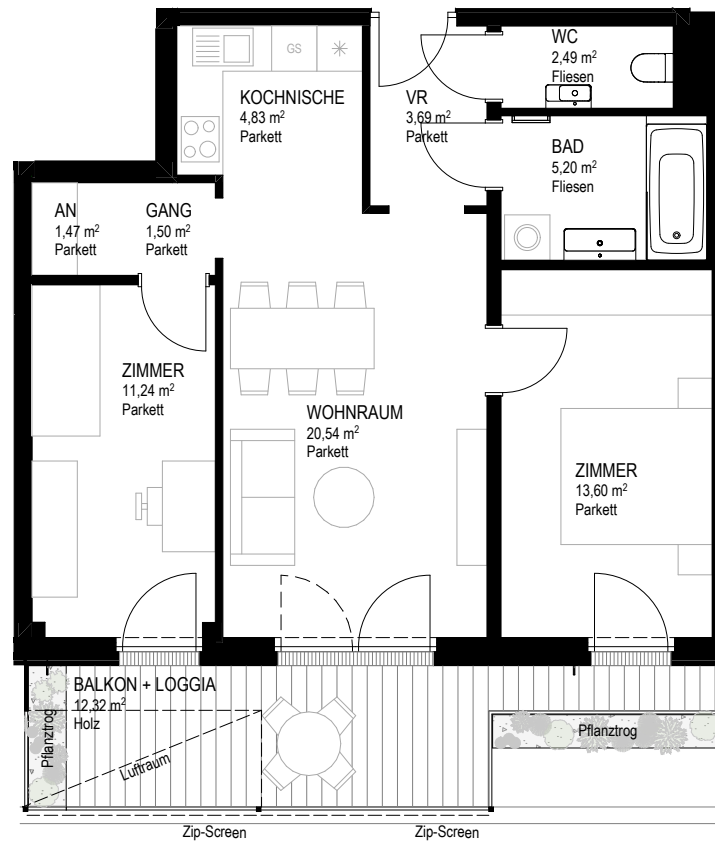 WC
2,49 m²
Fliesen
GS
KOCHNISCHE
4,83 m²
Parkett
VR
3,69 m²
Parkett
BAD
5,20 m²
Fliesen
AN
1,47 m²
Parkett
GANG
1,50 m²
Parkett
ZIMMER
11,24 m²
Parkett
WOHNRAUM
20,54 m²
Parkett
ZIMMER
13,60 m²
Parkett
BALKON + LOGGIA
12,32 m²
Holz
Pflanztrog
Luftraum
Pflanztrog
Zip-Screen
Zip-Screen